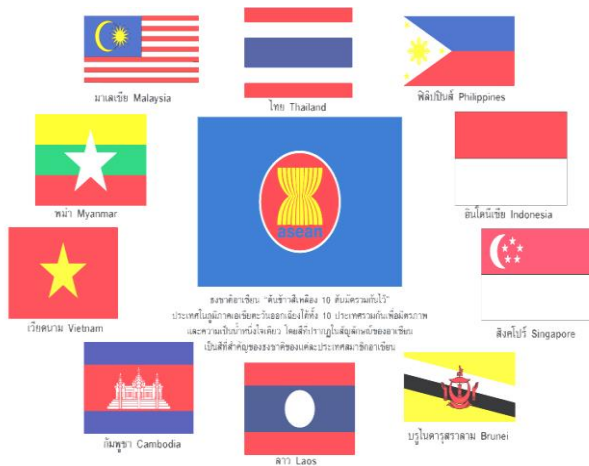 มาเลเซีย Malaysia
ไทย Thailand
ฟิลิปปินส์ Philippines
พม่า Myanmar
asean
อินโดนีเซีย Indonesia
เวียดนาม Vietnam
ธงชาติอาเซียน "ต้นข้าวสีเหลือง 10 ต้นมัดรวมกันไว้"
ประเทศในภูมิภาคเอเชียตะวันออกเฉียงใต้ทั้ง 10 ประเทศรวมกันเพื่อมิตรภาพ
และความเป็นน้ำหนึ่งใจเดียว โดยสีที่ปรากฏในสัญลักษณ์ของอาเซียน
เป็นสีที่สำคัญของธงชาติของแต่ละประเทศสมาชิกอาเซียน
สิงคโปร์ Singapore
กัมพูชา Cambodia
ลาว Laos
บรูไนดารุสซาลาม Brunei